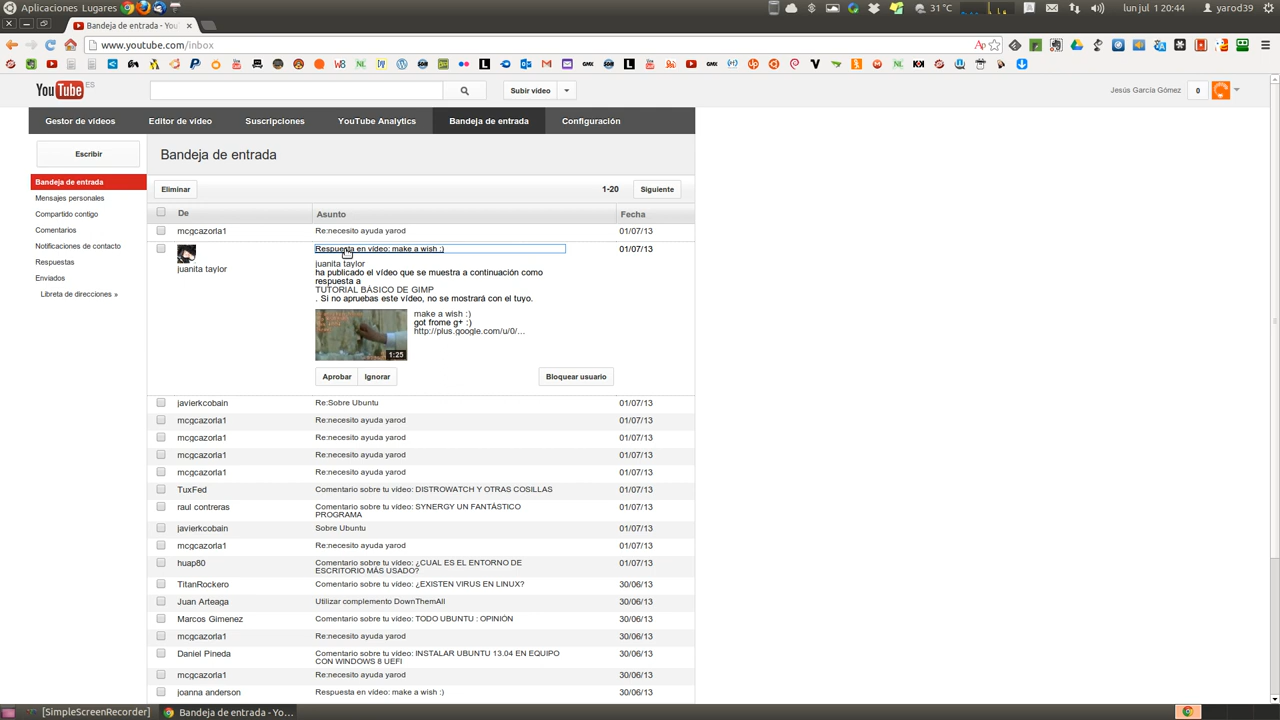 Aplicaciones Lugares
31°C
lun jul 1 20:44
yarod39
Bandeja de entrada - You
www.youtube.com/inbox
You Tube ES
Subir vídeo
Jesús García Gómez
0
Gestor de vídeos
Editor de vídeo
Suscripciones
YouTube Analytics
Bandeja de entrada
Configuración
Escribir
Bandeja de entrada
Mensajes personales
Compartido contigo
Comentarios
Notificaciones de contacto
Respuestas
Enviados
Libreta de direcciones »
Bandeja de entrada
Eliminar
1-20
Siguiente
De Asunto Fecha
mcgcazorla1 Re:necesito ayuda yarod 01/07/13
Respuesta en vídeo: make a wish :) 01/07/13
juanita taylor
juanita taylor
ha publicado el vídeo que se muestra a continuación como
respuesta a
TUTORIAL BÁSICO DE GIMP
. Si no apruebas este vídeo, no se mostrará con el tuyo.
make a wish :)
got frome g+ :)
http://plus.google.com/u/0/...
1:25
Aprobar
Ignorar
Bloquear usuario
javierkcobain Re:Sobre Ubuntu 01/07/13
mcgcazorla1 Re:necesito ayuda yarod 01/07/13
mcgcazorla1 Re:necesito ayuda yarod 01/07/13
mcgcazorla1 Re:necesito ayuda yarod 01/07/13
mcgcazorla1 Re:necesito ayuda yarod 01/07/13
TuxFed Comentario sobre tu vídeo: DISTROWATCH Y OTRAS COSILLAS 01/07/13
raul contreras Comentario sobre tu vídeo: SYNERGY UN FANTÁSTICO 01/07/13
PROGRAMA
javierkcobain Sobre Ubuntu 01/07/13
mcgcazorla1 Re:necesito ayuda yarod 01/07/13
huap80 Comentario sobre tu vídeo: ¿CUAL ES EL ENTORNO DE 01/07/13
ESCRITORIO MÁS USADO?
TitanRockero Comentario sobre tu vídeo: ¿EXISTEN VIRUS EN LINUX? 30/06/13
Juan Arteaga Utilizar complemento DownThemAll 30/06/13
Marcos Gimenez Comentario sobre tu vídeo: TODO UBUNTU : OPINIÓN 30/06/13
mcgcazorla1 Re:necesito ayuda yarod 30/06/13
Daniel Pineda Comentario sobre tu vídeo: INSTALAR UBUNTU 13.04 EN EQUIPO 30/06/13
CON WINDOWS 8 UEFI
mcgcazorla1 Re:necesito ayuda yarod 30/06/13
joanna anderson Respuesta en vídeo: make a wish :) 30/06/13
[SimpleScreenRecorder]
Bandeja de entrada - Yo...